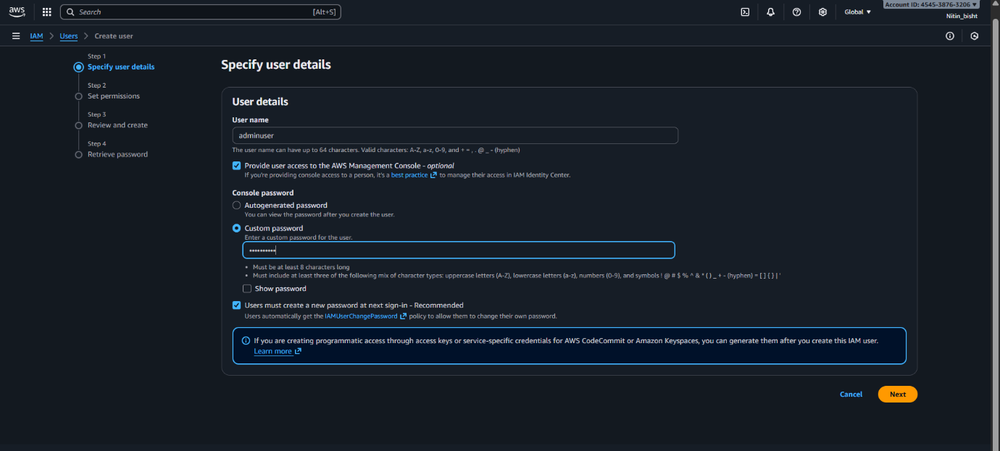 aws
Search
[Alt+S]
Global ▼
Account ID: 4545-3876-3206 ▼
Nitin_bisht
IAM > Users > Create user
Step 1
Specify user details
Step 2
Set permissions
Step 3
Review and create
Step 4
Retrieve password
Specify user details
User details
User name
adminuser
The user name can have up to 64 characters. Valid characters: A-Z, a-z, 0-9, and + = , . @ _ - (hyphen)
Provide user access to the AWS Management Console - optional
If you're providing console access to a person, it's a best practice to manage their access in IAM Identity Center.
Console password
Autogenerated password
You can view the password after you create the user.
Custom password
Enter a custom password for the user.
••••••••••
Must be at least 8 characters long
Must include at least three of the following mix of character types: uppercase letters (A-Z), lowercase letters (a-z), numbers (0-9), and symbols ! @ # $ % ^ & * ( ) _ + - (hyphen) = [ ] { } | '
Show password
Users must create a new password at next sign-in - Recommended
Users automatically get the IAMUserChangePassword policy to allow them to change their own password.
If you are creating programmatic access through access keys or service-specific credentials for AWS CodeCommit or Amazon Keyspaces, you can generate them after you create this IAM user.
Learn more
Cancel
Next